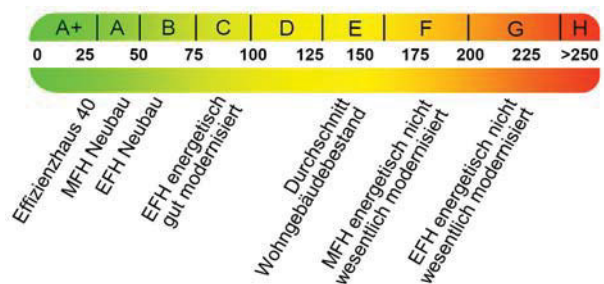 A+ A B C D E F G H
0 25 50 75 100 125 150 175 200 225 >250
Effizienzhaus 40
MFH Neubau
EFH Neubau
EFH energetisch
gut modernisiert
Durchschnitt
Wohngebäudebestand
MFH energetisch nicht
wesentlich modernisiert
EFH energetisch nicht
wesentlich modernisiert